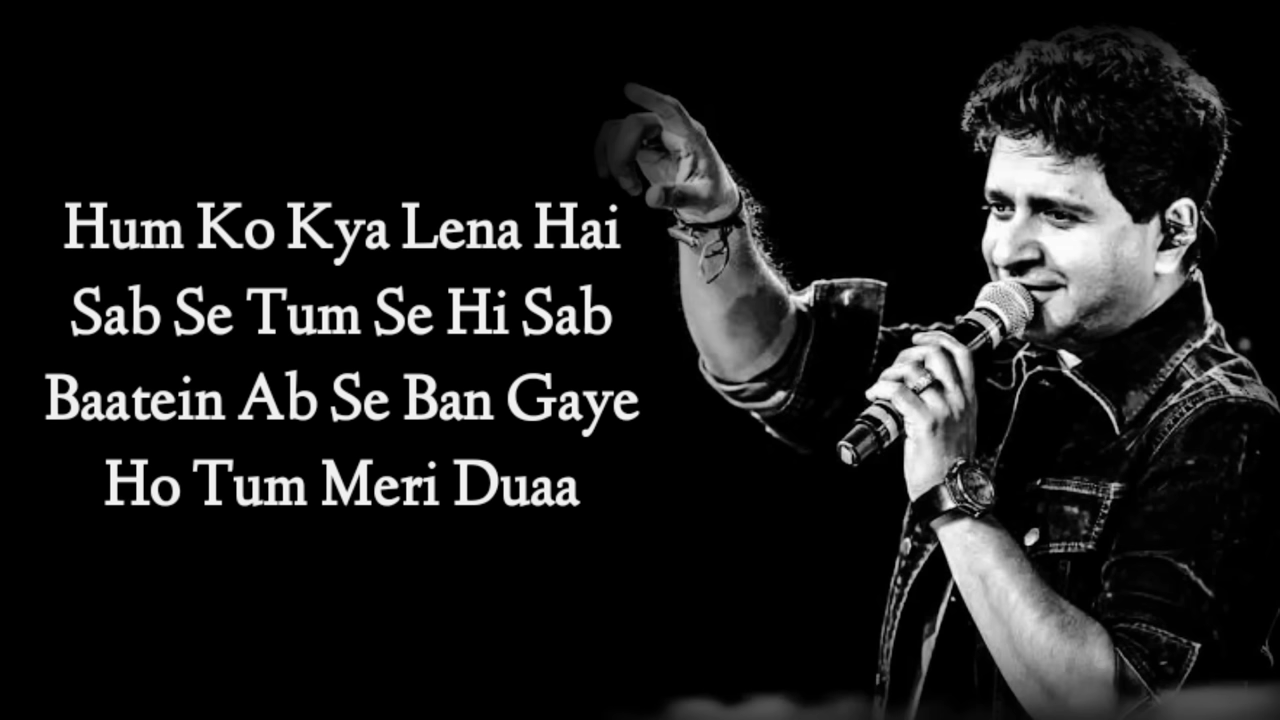 Hum Ko Kya Lena Hai
Sab Se Tum Se Hi Sab
Baatein Ab Se Ban Gaye
Ho Tum Meri Duaa